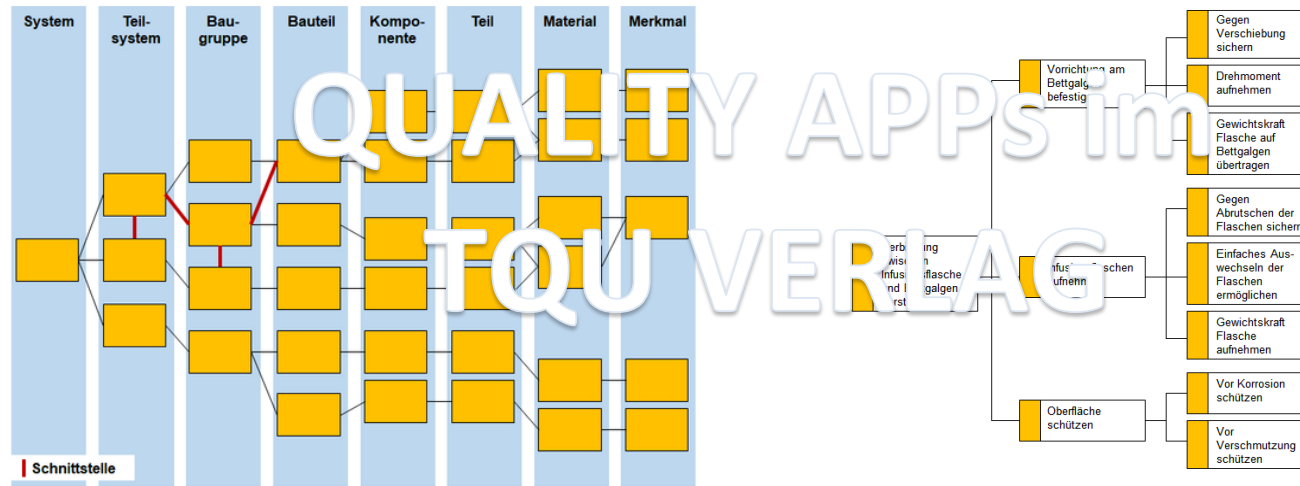 System
Teil-
system
Bau-
gruppe
Bauteil
Kompo-
nente
Teil
Material
Merkmal
Schnittstelle
QUALITY APPs im
TQU VERLAG
Vorrichtung am
befestig
Gegen
Verschiebung
sichern
Drehmoment
aufnehmen
Gewichtskraft
Flasche auf
Bettgalgen
übertragen
Gegen
Abrutschen der
Flaschen sichern
Einfaches Aus-
wechseln der
Flaschen
ermöglichen
Gewichtskraft
Flasche
aufnehmen
Oberfläche
schützen
Vor Korrosion
schützen
Vor
Verschmutzung
schützen